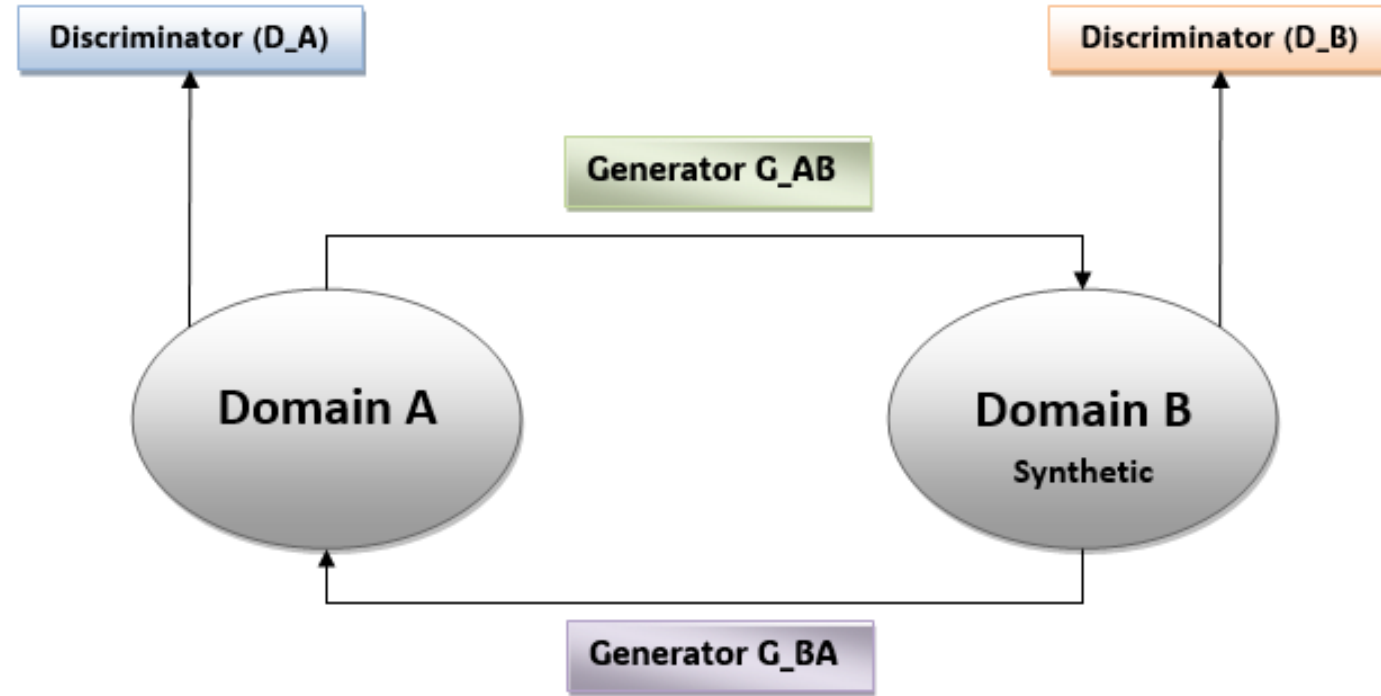 Discriminator (D_A)
Discriminator (D_B)
Generator G_AB
Domain A
Domain B
Synthetic
Generator G_BA